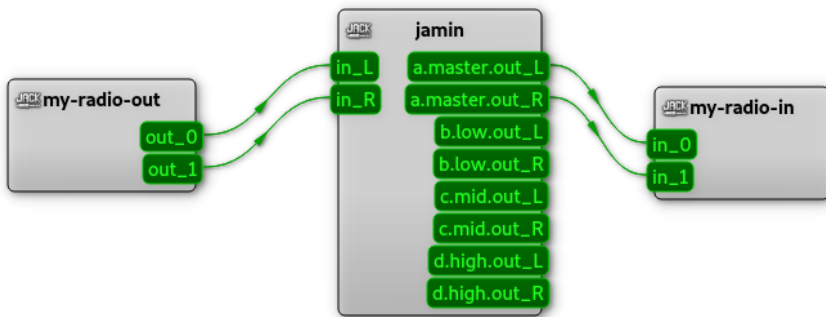 JACK my-radio-out
out_0
out_1
JACK jamin
in_L
in_R
a.master.out_L
a.master.out_R
b.low.out_L
b.low.out_R
c.mid.out_L
c.mid.out_R
d.high.out_L
d.high.out_R
JACK my-radio-in
in_0
in_1